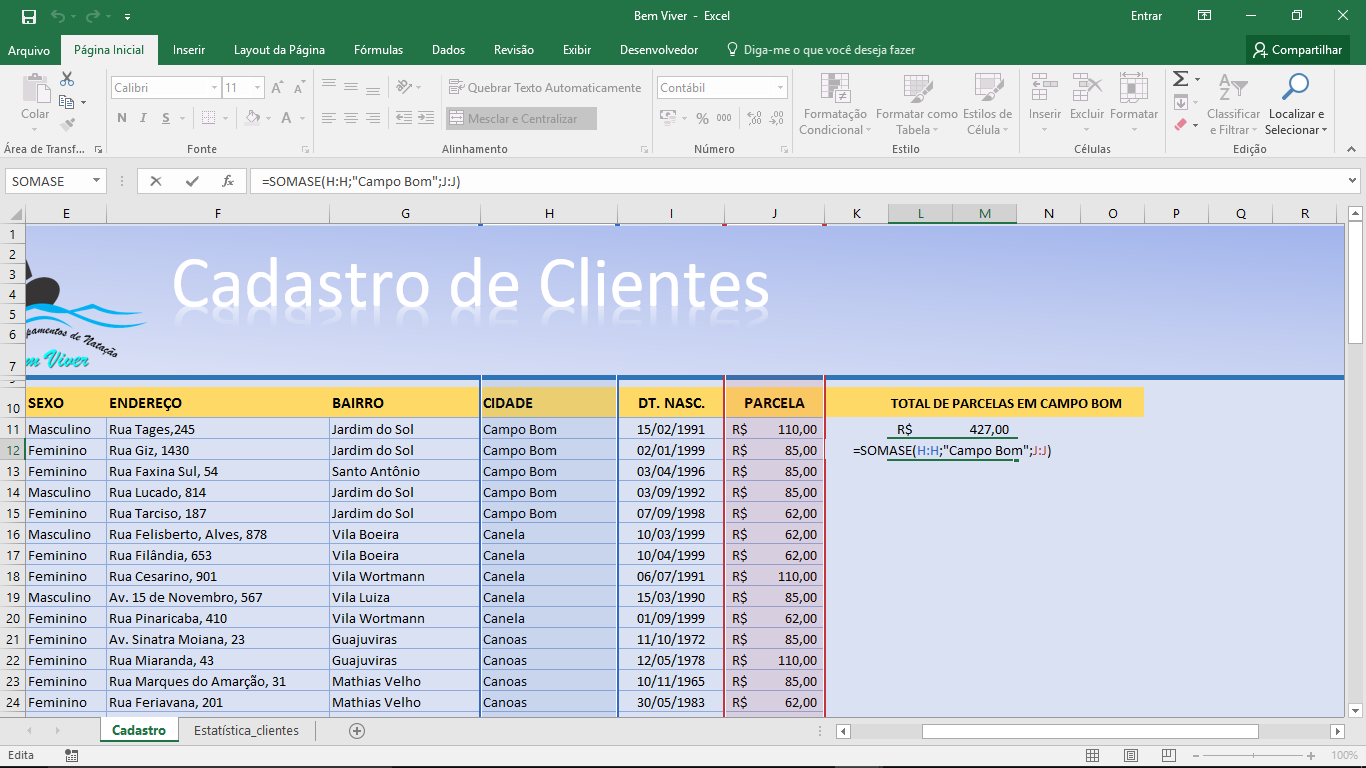 Bem Viver - Excel
Entrar
Arquivo Página Inicial Inserir Layout da Página Fórmulas Dados Revisão Exibir Desenvolvedor Diga-me o que você deseja fazer Compartilhar
Colar
Calibri 11
N I S A
Quebrar Texto Automaticamente
Mesclar e Centralizar
Contábil
% 000
Formatação Condicional
Formatar como Tabela
Estilos de Célula
Inserir Excluir Formatar
Classificar e Filtrar
Localizar e Selecionar
Área de Transf... Fonte Alinhamento Número Estilo Células Edição
SOMASE fx =SOMASE(H:H;"Campo Bom";J:J)
E F G H I J K L M N O P Q R
1
2
3
4
5
6
7
Cadastro de Clientes
pamentos de Natação
m Viver
10 SEXO ENDEREÇO BAIRRO CIDADE DT. NASC. PARCELA TOTAL DE PARCELAS EM CAMPO BOM
11 Masculino Rua Tages,245 Jardim do Sol Campo Bom 15/02/1991 R$ 110,00 R$ 427,00
12 Feminino Rua Giz, 1430 Jardim do Sol Campo Bom 02/01/1999 R$ 85,00 =SOMASE(H:H;"Campo Bom";J:J)
13 Feminino Rua Faxina Sul, 54 Santo Antônio Campo Bom 03/04/1996 R$ 85,00
14 Masculino Rua Lucado, 814 Jardim do Sol Campo Bom 03/09/1992 R$ 85,00
15 Feminino Rua Tarciso, 187 Jardim do Sol Campo Bom 07/09/1998 R$ 62,00
16 Masculino Rua Felisberto, Alves, 878 Vila Boeira Canela 10/03/1999 R$ 62,00
17 Feminino Rua Filândia, 653 Vila Boeira Canela 10/04/1999 R$ 62,00
18 Feminino Rua Cesarino, 901 Vila Wortmann Canela 06/07/1991 R$ 110,00
19 Masculino Av. 15 de Novembro, 567 Vila Luiza Canela 15/03/1990 R$ 85,00
20 Feminino Rua Pinaricaba, 410 Vila Wortmann Canela 01/09/1999 R$ 62,00
21 Feminino Av. Sinatra Moiana, 23 Guajuviras Canoas 11/10/1972 R$ 85,00
22 Feminino Rua Miaranda, 43 Guajuviras Canoas 12/05/1978 R$ 110,00
23 Feminino Rua Marques do Amarção, 31 Mathias Velho Canoas 10/11/1965 R$ 85,00
24 Feminino Rua Feriavana, 201 Mathias Velho Canoas 30/05/1983 R$ 62,00
Cadastro Estatística_clientes
Edita 100%